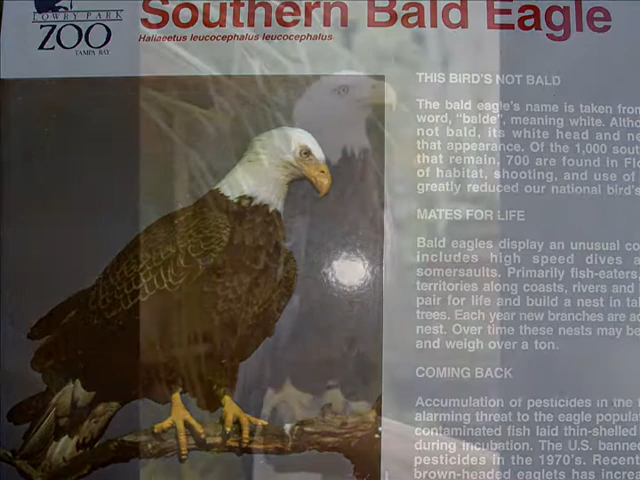 LOWRY PARK
ZOO
TAMPA BAY
Southern Bald Eagle
Haliaeetus leucocephalus leucocephalus
THIS BIRD'S NOT BALD
The bald eagle's name is taken from
word, "balde", meaning white. Altho
not bald, its white head and ne
that appearance. Of the 1,000 sout
that remain, 700 are found in Flo
of habitat, shooting, and use of
greatly reduced our national bird's
MATES FOR LIFE
Bald eagles display an unusual co
includes high speed dives a
somersaults. Primarily fish-eaters,
territories along coasts, rivers and
pair for life and build a nest in ta
trees. Each year new branches are ad
nest. Over time these nests may be
and weigh over a ton.
COMING BACK
Accumulation of pesticides in the
alarming threat to the eagle popula
contaminated fish laid thin-shelled
during incubation. The U.S. banned
pesticides in the 1970's. Recent
brown-headed eaglets has increa